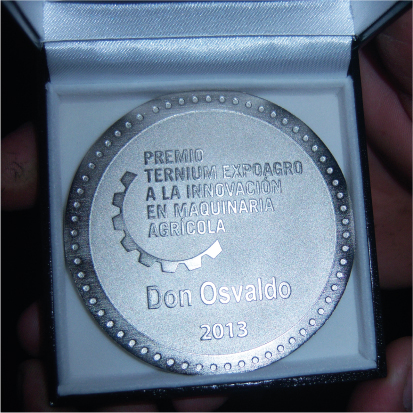 PREMIO
TERNIUM EXPOAGRO
A LA INNOVACIÓN
EN MAQUINARIA
AGRÍCOLA
Don Osvaldo
2013